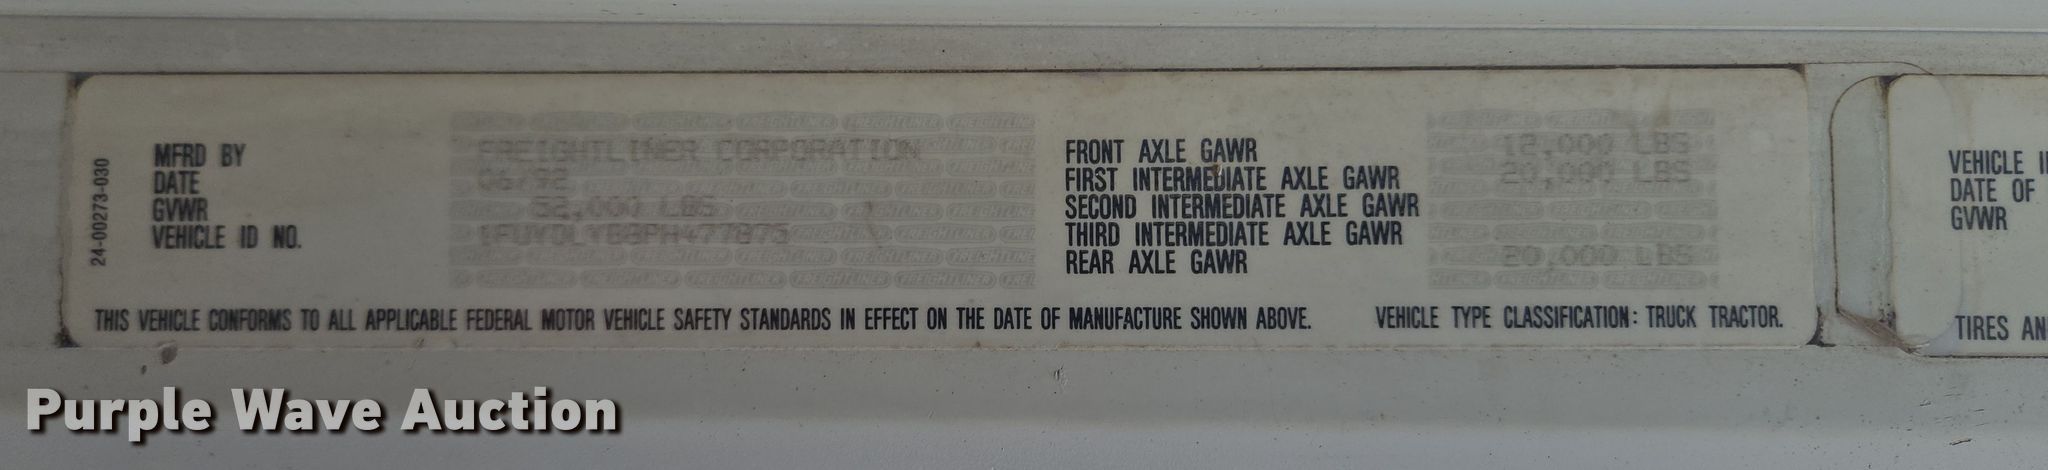 24-00273-030
MFRD BY FREIGHTLINER CORPORATION
DATE 06/92
GVWR 52,000 LBS
VEHICLE ID NO.
FRONT AXLE GAWR 12,000 LBS
FIRST INTERMEDIATE AXLE GAWR 20,000 LBS
SECOND INTERMEDIATE AXLE GAWR
THIRD INTERMEDIATE AXLE GAWR
REAR AXLE GAWR 20,000 LBS
THIS VEHICLE CONFORMS TO ALL APPLICABLE FEDERAL MOTOR VEHICLE SAFETY STANDARDS IN EFFECT ON THE DATE OF MANUFACTURE SHOWN ABOVE. VEHICLE TYPE CLASSIFICATION: TRUCK TRACTOR.
VEHICLE
DATE OF
GVWR
TIRES
Purple Wave Auction